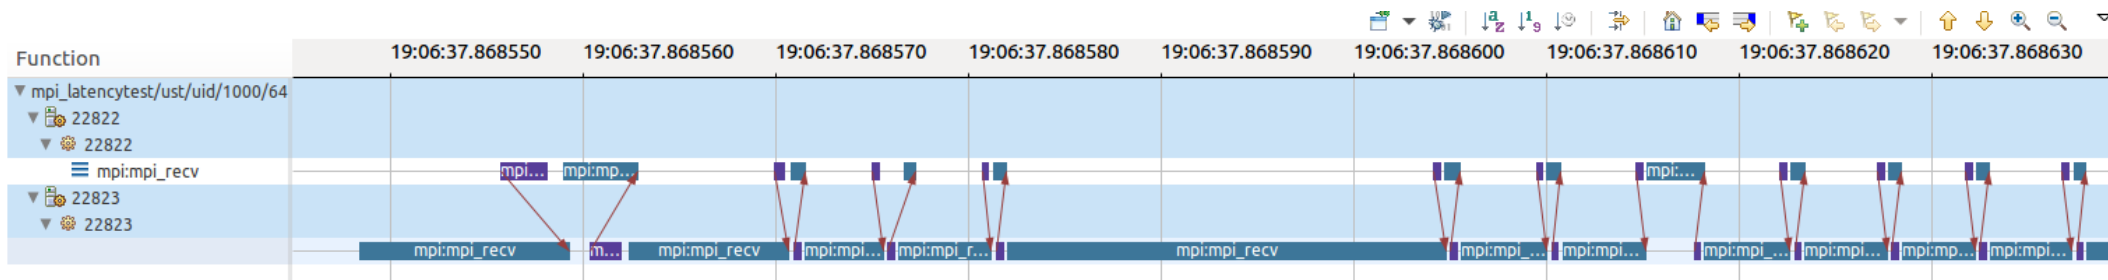 Function 19:06:37.868550 19:06:37.868560 19:06:37.868570 19:06:37.868580 19:06:37.868590 19:06:37.868600 19:06:37.868610 19:06:37.868620 19:06:37.868630
mpi_latencytest/ust/uid/1000/64
22822
22822
mpi:mpi_recv mpi... mpi:mp... mpi:...
22823
22823
mpi:mpi_recv m... mpi:mpi_recv mpi:mpi... mpi:mpi_r... mpi:mpi_recv mpi:mpi_... mpi:mpi... mpi:mpi_... mpi:mpi... mpi:mp... mpi:mpi...